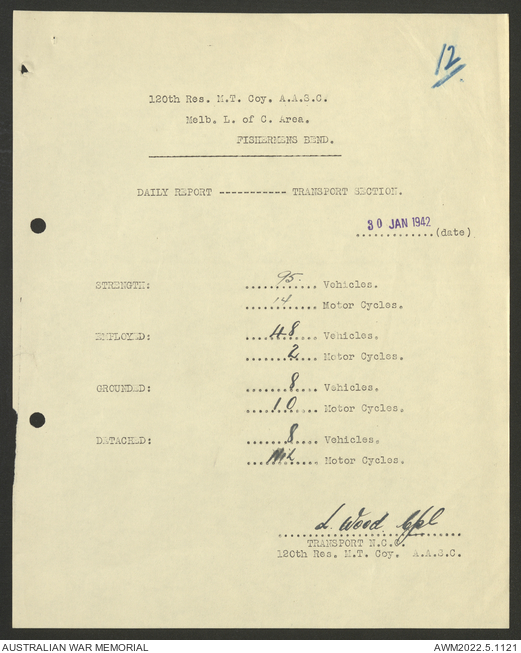 12
120th Res. M.T. Coy. A.A.S.C.
Melb. L. of C. Area.
FISHERMENS BEND.
DAILY REPORT ----------- TRANSPORT SECTION.
30 JAN 1942
.............(date)
STRENGTH: 95. Vehicles.
14 Motor Cycles.
EMPLOYED: 48 Vehicles.
2 Motor Cycles.
GROUNDED: 8 Vehicles.
10 Motor Cycles.
DETACHED: 8 Vehicles.
Nil Motor Cycles.
L. Wood Cpl
TRANSPORT N.C.O.
120th Res. M.T. Coy. A.A.S.C.
AUSTRALIAN WAR MEMORIAL AWM2022.5.1121